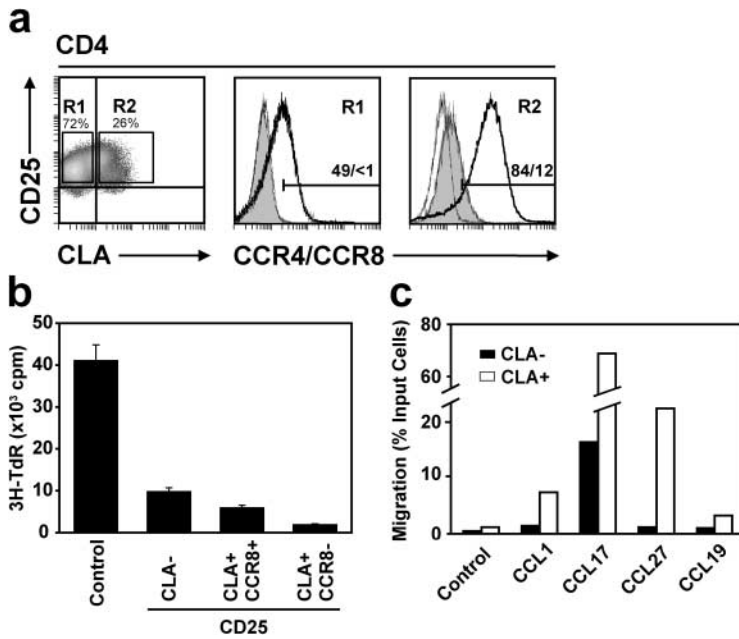 a
CD4
R1
72%
R2
26%
R1
49/<1
R2
84/12
CD25
CLA
CCR4/CCR8
b
3H-TdR (x10³ cpm)
50
40
30
20
10
0
Control
CLA-
CLA+
CCR8+
CLA+
CCR8-
CD25
c
Migration (% Input Cells)
80
60
20
10
0
CLA-
CLA+
Control
CCL1
CCL17
CCL27
CCL19